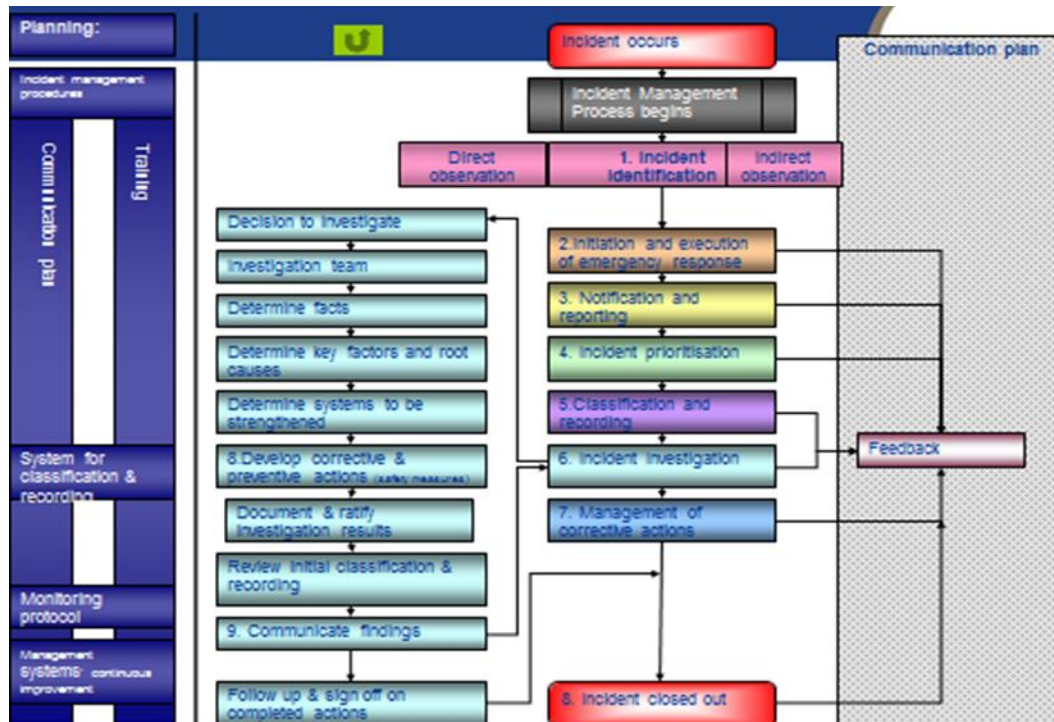 Planning:
Incident management
procedures
Communication plan
Training
System for
classification &
recording
Monitoring
protocol
Management
systems- continuous
improvement
Incident occurs
Incident Management
Process begins
Direct
observation
1. Incident
identification
Indirect
observation
2.Initiation and execution
of emergency response
3. Notification and
reporting
4. Incident prioritisation
5.Classification and
recording
6. Incident investigation
7. Management of
corrective actions
8. Incident closed out
Decision to investigate
Investigation team
Determine facts
Determine key factors and root
causes
Determine systems to be
strengthened
8.Develop corrective &
preventive actions (safety measures)
Document & ratify
investigation results
Review initial classification &
recording
9. Communicate findings
Follow up & sign off on
completed actions
Communication plan
Feedback